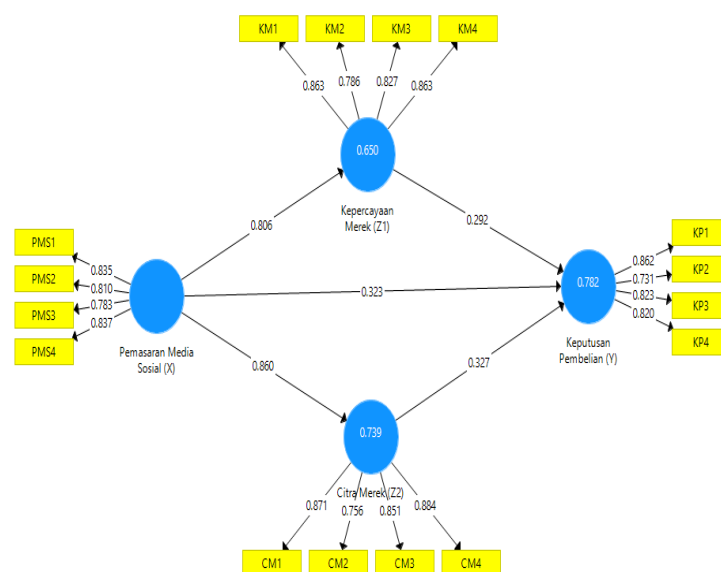 KM1
KM2
KM3
KM4
0.863
0.786
0.827
0.863
0.650
Kepercayaan
Merek (Z1)
0.806
0.292
PMS1
PMS2
PMS3
PMS4
0.835
0.810
0.783
0.837
Pemasaran Media
Sosial (X)
0.323
0.782
Keputusan
Pembelian (Y)
0.862
0.731
0.823
0.820
KP1
KP2
KP3
KP4
0.860
0.327
0.739
Citra Merek (Z2)
0.871
0.756
0.851
0.884
CM1
CM2
CM3
CM4